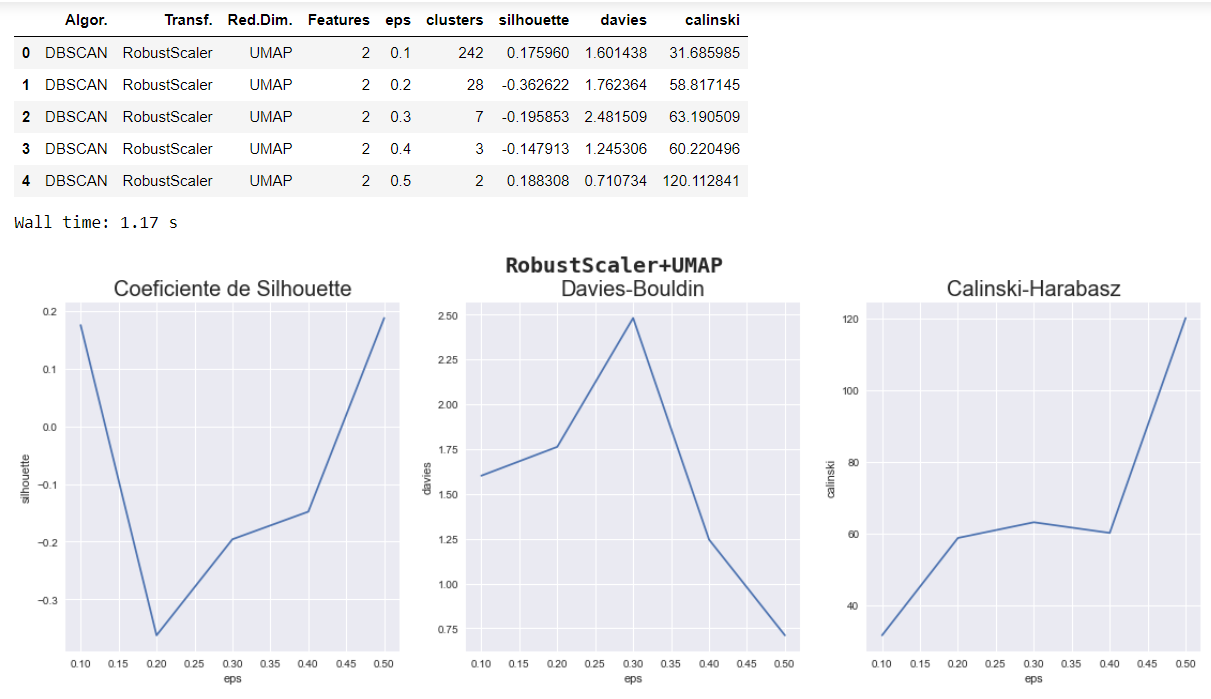 Algor. Transf. Red.Dim. Features eps clusters silhouette davies calinski
0 DBSCAN RobustScaler UMAP 2 0.1 242 0.175960 1.601438 31.685985
1 DBSCAN RobustScaler UMAP 2 0.2 28 -0.362622 1.762364 58.817145
2 DBSCAN RobustScaler UMAP 2 0.3 7 -0.195853 2.481509 63.190509
3 DBSCAN RobustScaler UMAP 2 0.4 3 -0.147913 1.245306 60.220496
4 DBSCAN RobustScaler UMAP 2 0.5 2 0.188308 0.710734 120.112841
Wall time: 1.17 s
RobustScaler+UMAP
Coeficiente de Silhouette
0.2
0.1
0.0
−0.1
−0.2
−0.3
silhouette
0.10 0.15 0.20 0.25 0.30 0.35 0.40 0.45 0.50
eps
Davies-Bouldin
2.50
2.25
2.00
1.75
1.50
1.25
1.00
0.75
davies
0.10 0.15 0.20 0.25 0.30 0.35 0.40 0.45 0.50
eps
Calinski-Harabasz
120
100
80
60
40
calinski
0.10 0.15 0.20 0.25 0.30 0.35 0.40 0.45 0.50
eps